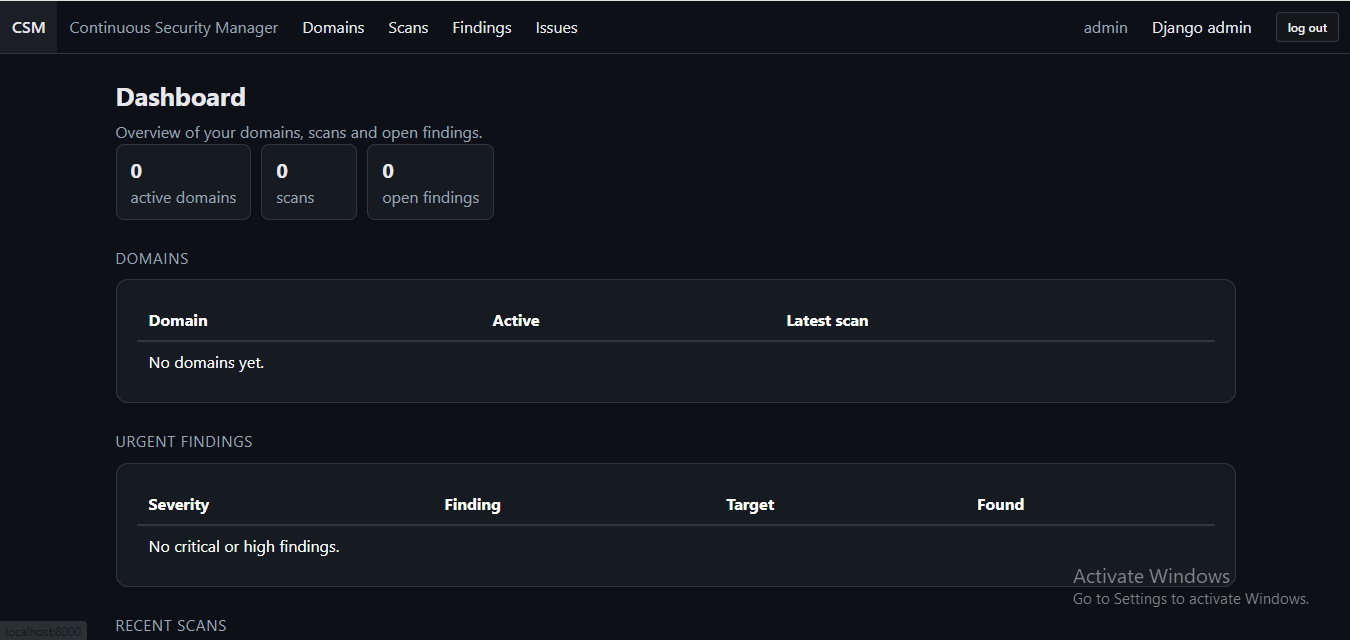 CSM Continuous Security Manager Domains Scans Findings Issues admin Django admin log out
Dashboard
Overview of your domains, scans and open findings.
0 0 0
active domains scans open findings
DOMAINS
Domain Active Latest scan
No domains yet.
URGENT FINDINGS
Severity Finding Target Found
No critical or high findings.
Activate Windows
Go to Settings to activate Windows.
RECENT SCANS
localhost:8000